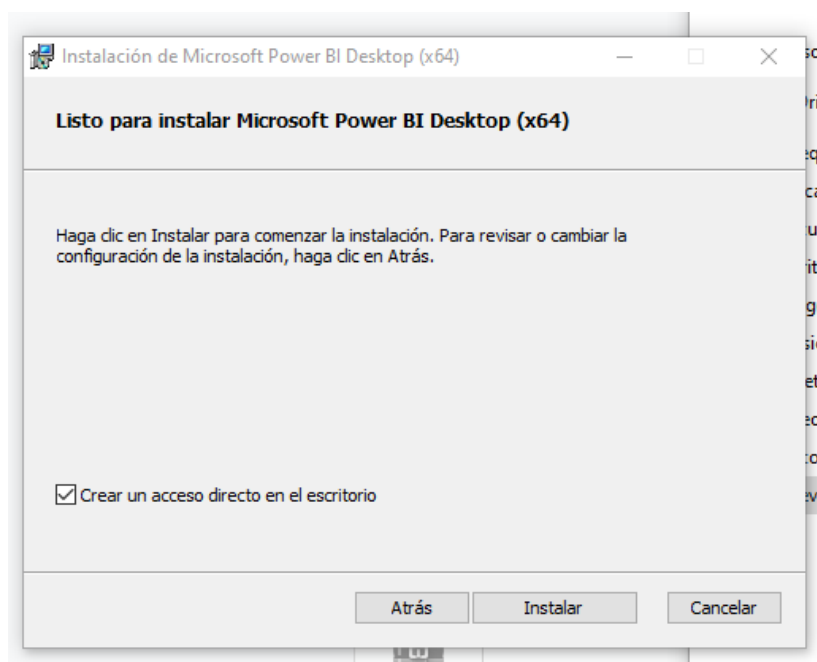 Instalación de Microsoft Power BI Desktop (x64)
Listo para instalar Microsoft Power BI Desktop (x64)
Haga clic en Instalar para comenzar la instalación. Para revisar o cambiar la
configuración de la instalación, haga clic en Atrás.
Crear un acceso directo en el escritorio
Atrás Instalar Cancelar